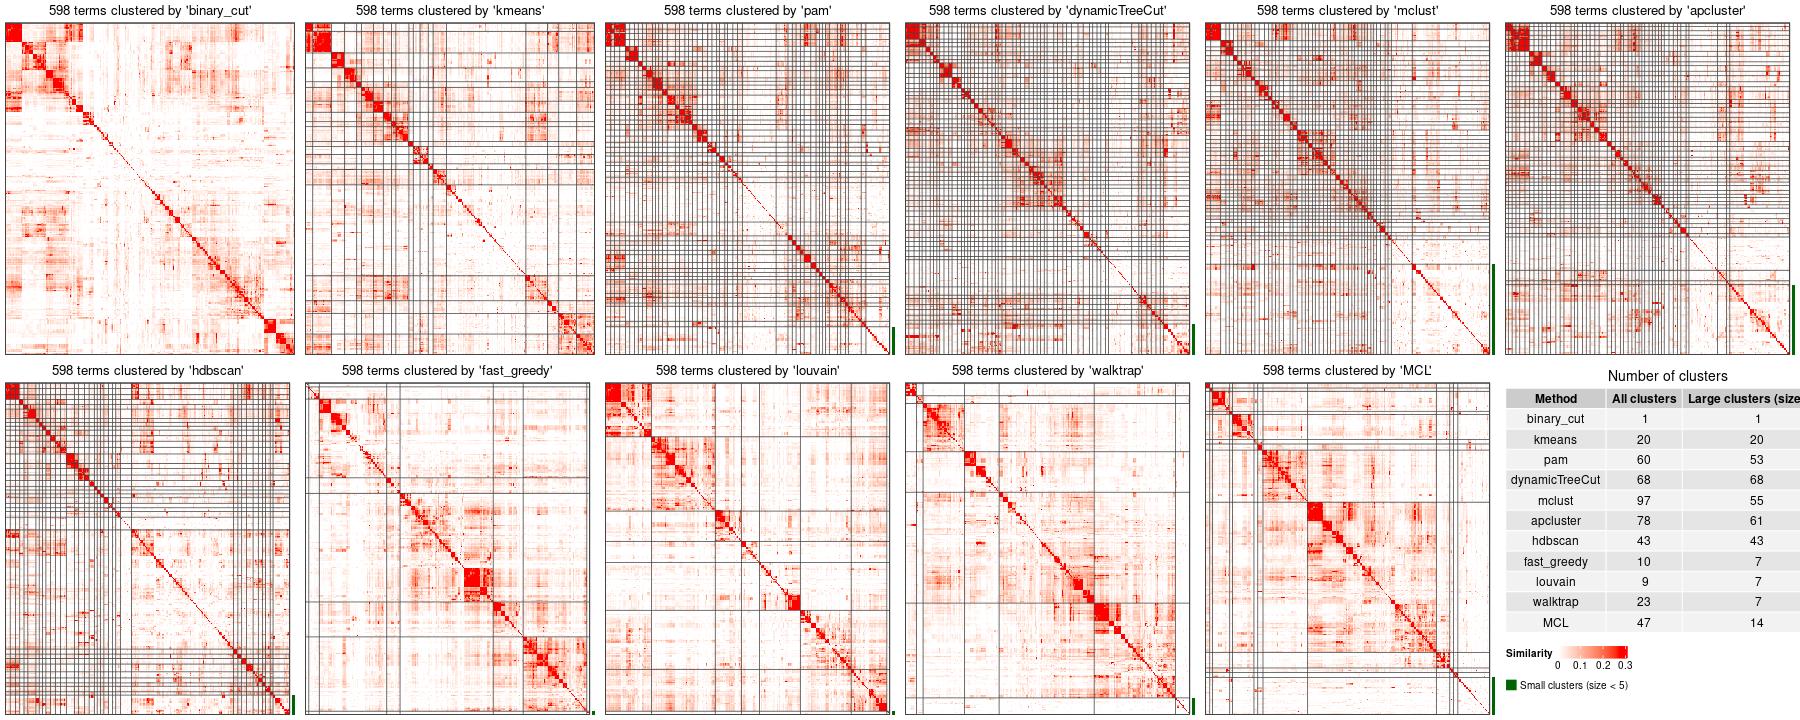 598 terms clustered by 'binary_cut'
598 terms clustered by 'kmeans'
598 terms clustered by 'pam'
598 terms clustered by 'dynamicTreeCut'
598 terms clustered by 'mclust'
598 terms clustered by 'apcluster'
598 terms clustered by 'hdbscan'
598 terms clustered by 'fast_greedy'
598 terms clustered by 'louvain'
598 terms clustered by 'walktrap'
598 terms clustered by 'MCL'
Number of clusters
Method All clusters Large clusters (size
binary_cut 1 1
kmeans 20 20
pam 60 53
dynamicTreeCut 68 68
mclust 97 55
apcluster 78 61
hdbscan 43 43
fast_greedy 10 7
louvain 9 7
walktrap 23 7
MCL 47 14
Similarity
0 0.1 0.2 0.3
Small clusters (size < 5)